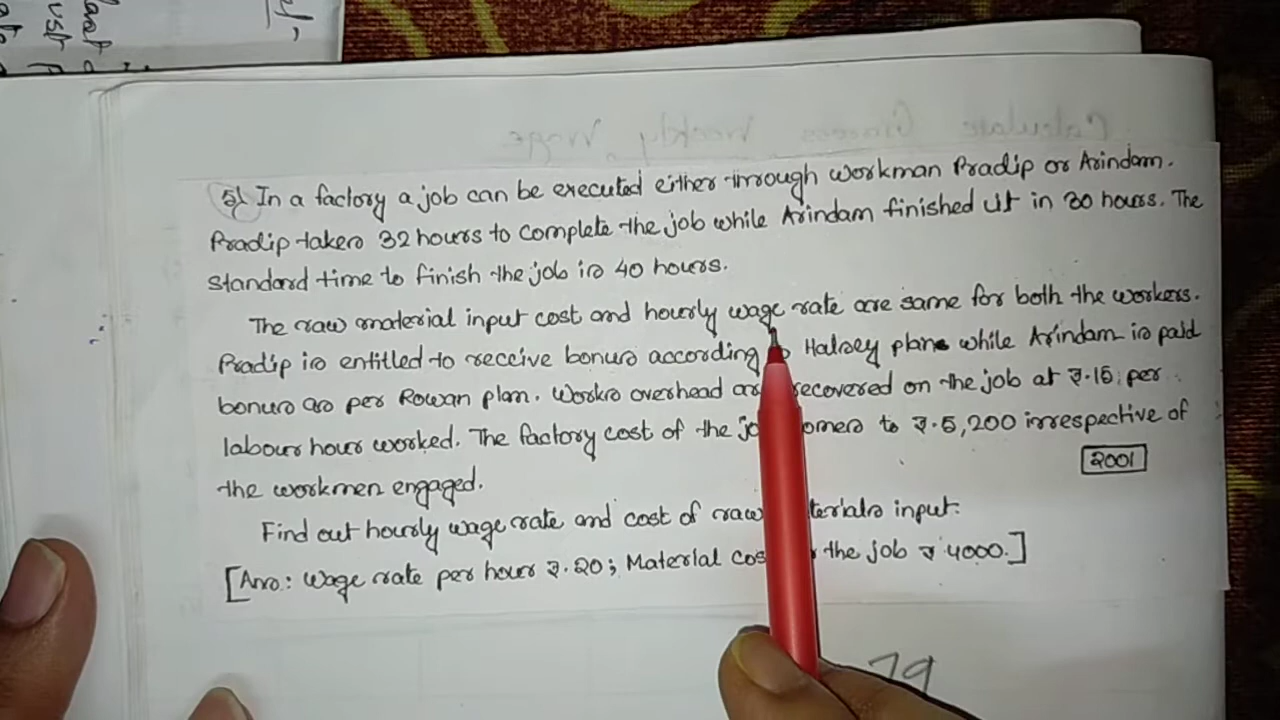 Calculate Gross Weekly Wage
5) In a factory a job can be executed either through workman Pradip or Arindam.
Pradip takes 32 hours to complete the job while Arindam finished it in 30 hours. The
standard time to finish the job is 40 hours.
The raw material input cost and hourly wage rate are same for both the workers.
Pradip is entitled to receive bonus according Halsey plan while Arindam is paid
bonus as per Rowan plan. Works overhead recovered on the job at ₹.15 per
labour hour worked. The factory cost of the comes to ₹.5,200 irrespective of
the workmen engaged.
2001
Find out hourly wage rate and cost of raw input.
[Ans.: Wage rate per hour ₹.20; Material the job ₹ 4000.]
79